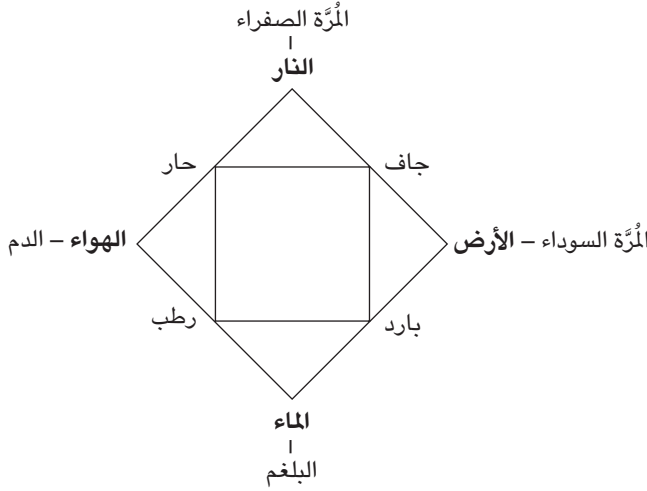 المُرَّة الصفراء
النار
جاف
حار
المُرَّة السوداء – الأرض
الهواء – الدم
بارد
رطب
الماء
البلغم